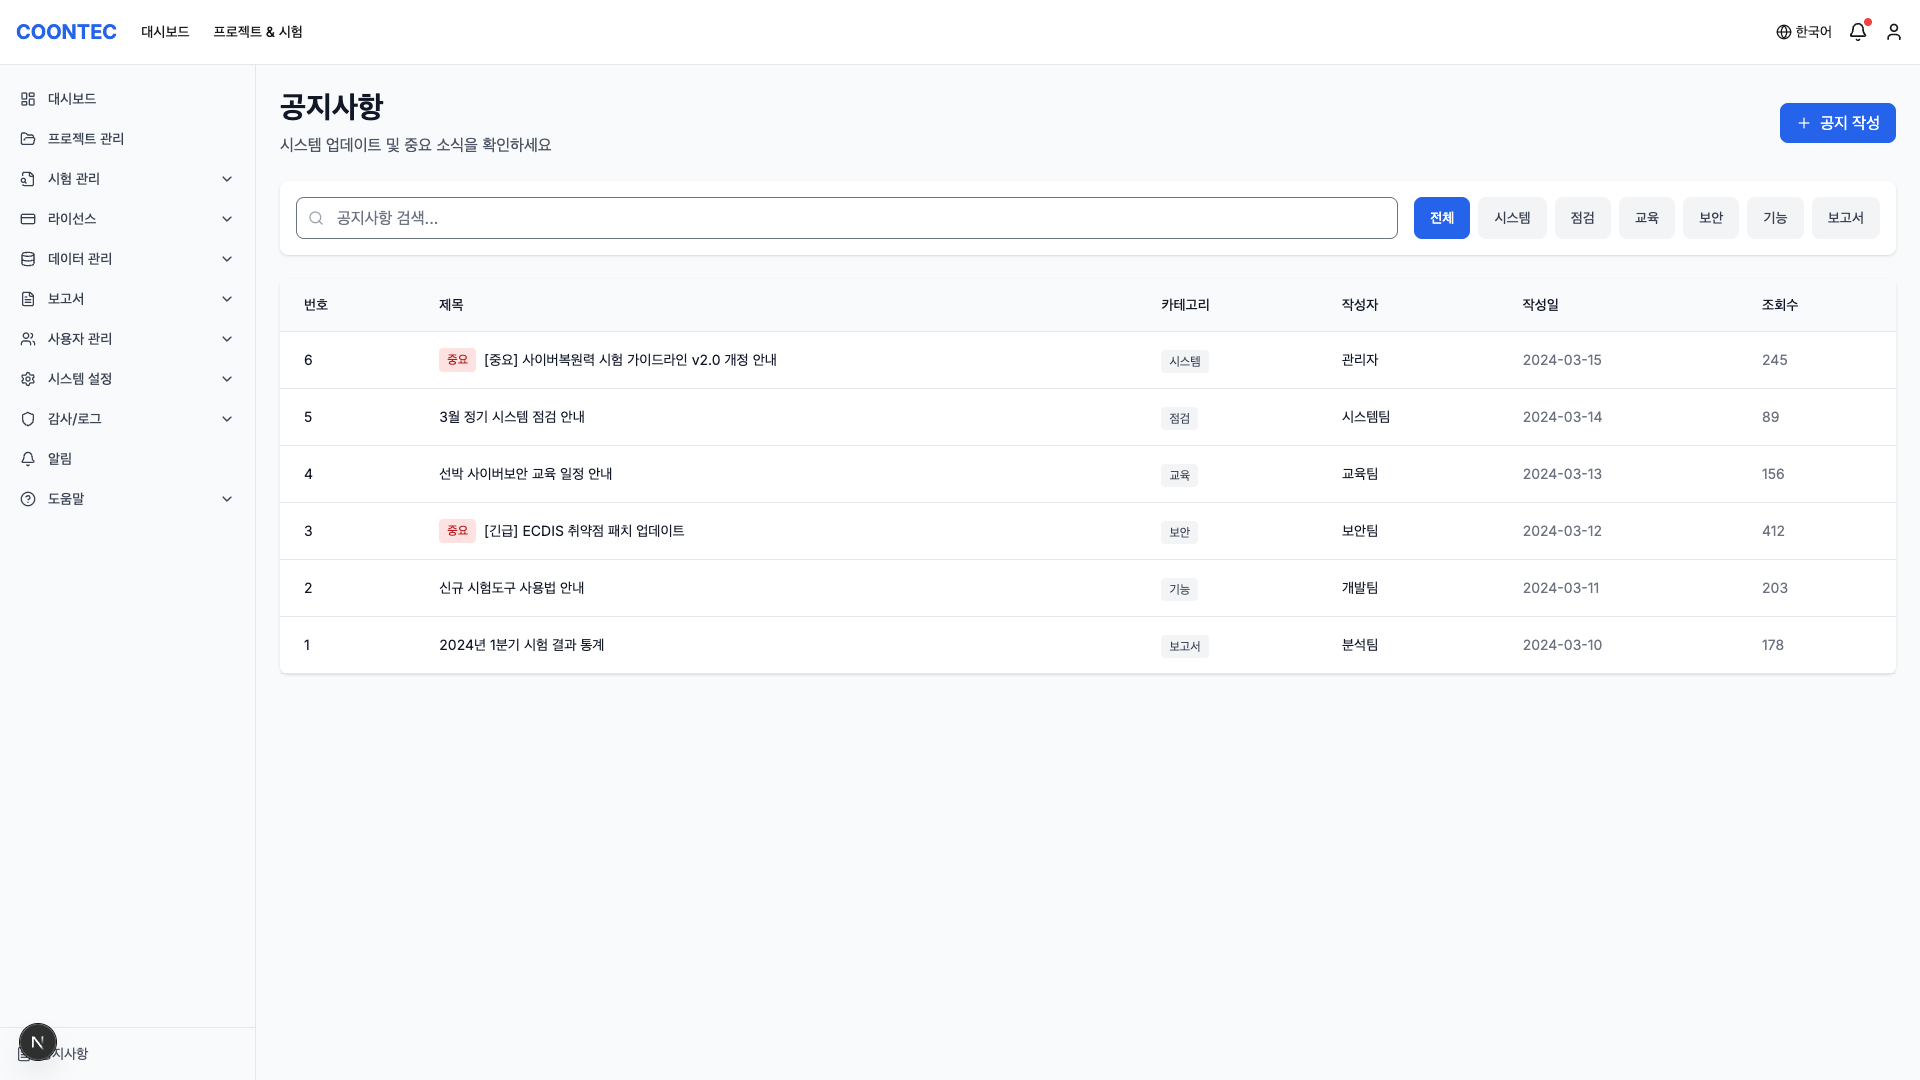 COONTEC
대시보드
프로젝트 & 시험
한국어
대시보드
프로젝트 관리
시험 관리
라이선스
데이터 관리
보고서
사용자 관리
시스템 설정
감사/로그
알림
도움말
지사항
공지사항
시스템 업데이트 및 중요 소식을 확인하세요
공지 작성
공지사항 검색...
전체 시스템 점검 교육 보안 기능 보고서
번호 제목 카테고리 작성자 작성일 조회수
6 중요 [중요] 사이버복원력 시험 가이드라인 v2.0 개정 안내 시스템 관리자 2024-03-15 245
5 3월 정기 시스템 점검 안내 점검 시스템팀 2024-03-14 89
4 선박 사이버보안 교육 일정 안내 교육 교육팀 2024-03-13 156
3 중요 [긴급] ECDIS 취약점 패치 업데이트 보안 보안팀 2024-03-12 412
2 신규 시험도구 사용법 안내 기능 개발팀 2024-03-11 203
1 2024년 1분기 시험 결과 통계 보고서 분석팀 2024-03-10 178
N